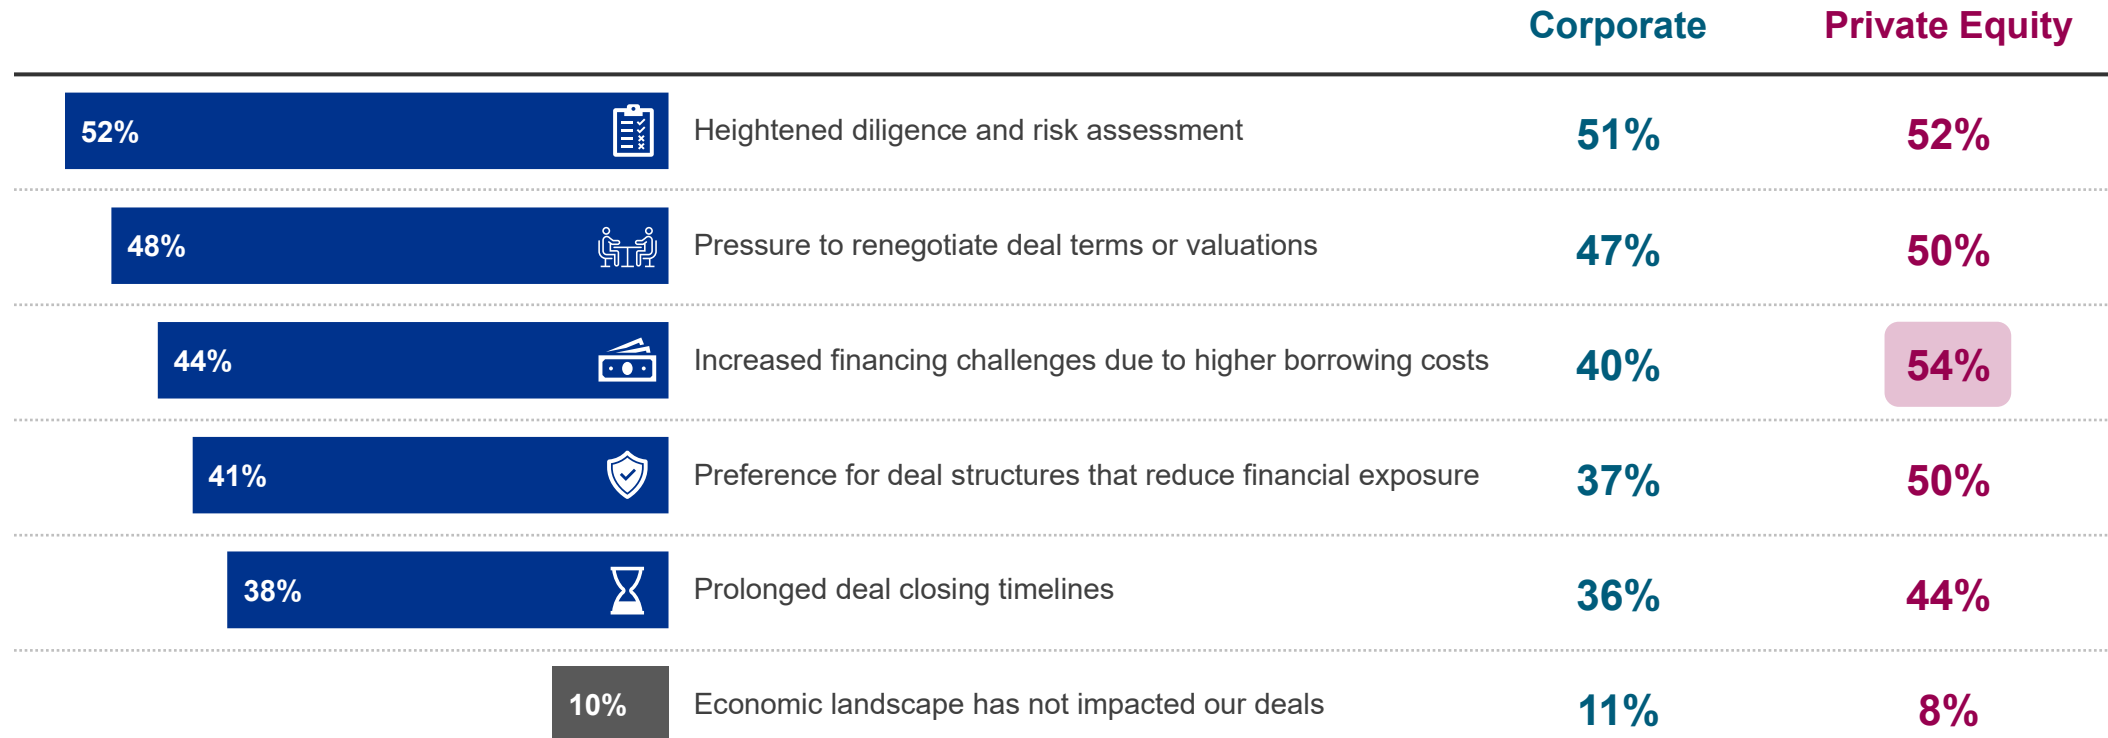 Corporate Private Equity
52% Heightened diligence and risk assessment 51% 52%
48% Pressure to renegotiate deal terms or valuations 47% 50%
44% Increased financing challenges due to higher borrowing costs 40% 54%
41% Preference for deal structures that reduce financial exposure 37% 50%
38% Prolonged deal closing timelines 36% 44%
10% Economic landscape has not impacted our deals 11% 8%